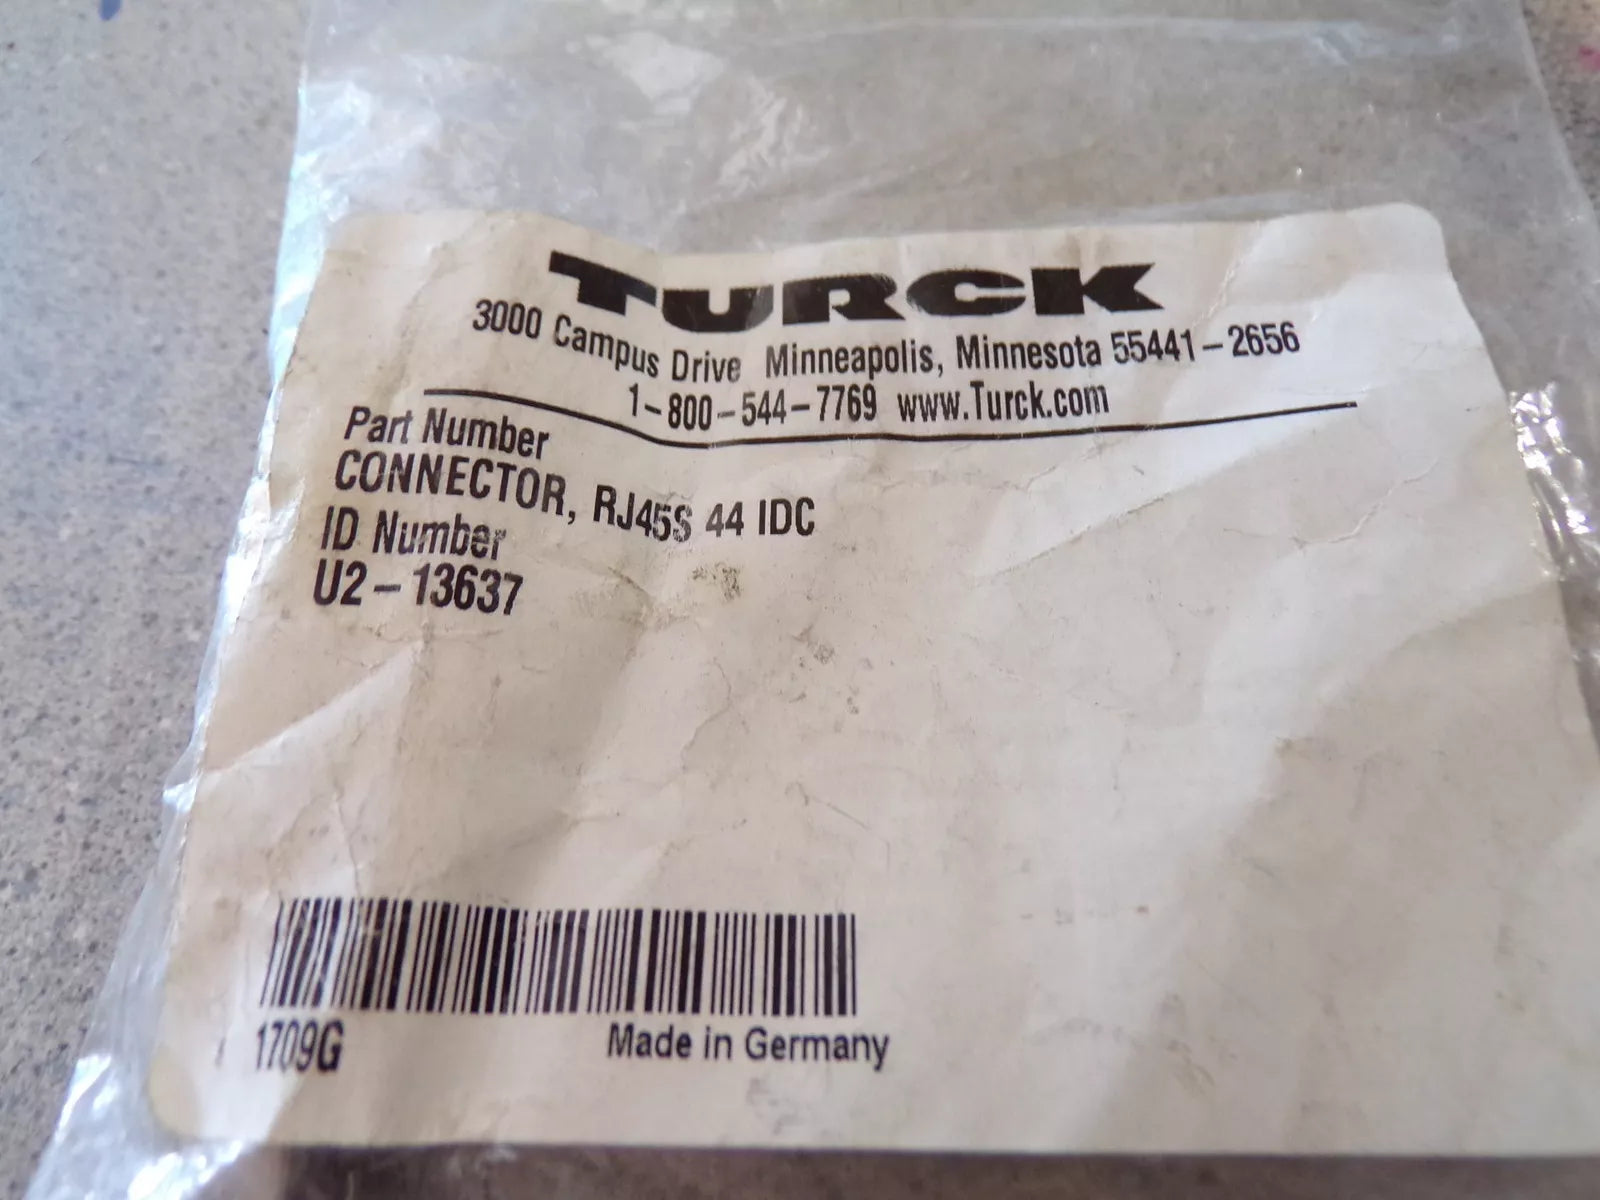 TURCK
3000 Campus Drive Minneapolis, Minnesota 55441-2656
1-800-544-7769 www.Turck.com
Part Number
CONNECTOR, RJ45S 44 IDC
ID Number
U2-13637
1709G Made in Germany